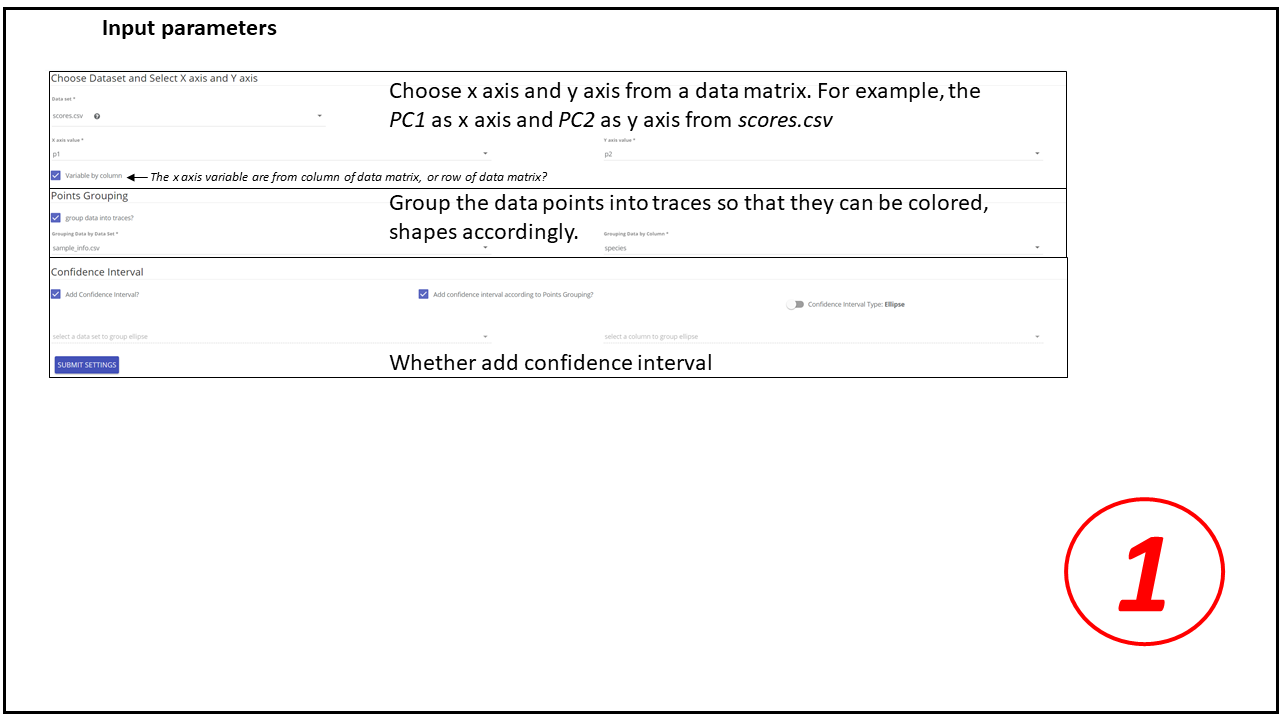 Input parameters
Choose Dataset and Select X axis and Y axis
Choose x axis and y axis from a data matrix. For example, the
PC1 as x axis and PC2 as y axis from scores.csv
Data set *
scores.csv
X axis value *
Y axis value *
p1
p2
Variable by column
The x axis variable are from column of data matrix, or row of data matrix?
Points Grouping
Group the data points into traces so that they can be colored,
shapes accordingly.
group data into traces?
Grouping Data by Data Set *
Grouping Data by Column *
sample_info.csv
species
Confidence Interval
Add Confidence Interval?
Add confidence interval according to Points Grouping?
Confidence Interval Type: Ellipse
select a data set to group ellipse
select a column to group ellipse
SUBMIT SETTINGS
Whether add confidence interval
1